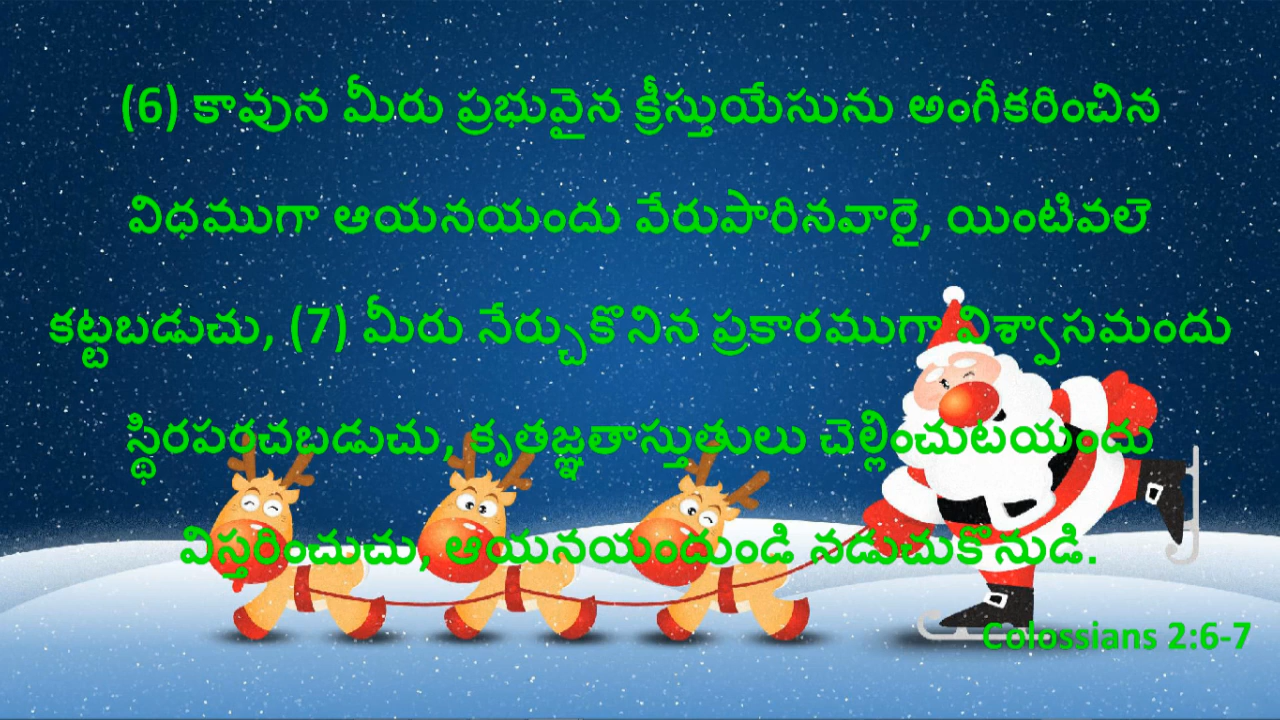 (6) కావున మీరు ప్రభువైన క్రీస్తుయేసును అంగీకరించిన
విధముగా ఆయనయందు వేరుపారినవారై, యింటివలె
కట్టబడుచు, (7) మీరు నేర్చుకొనిన ప్రకారముగా విశ్వాసమందు
స్థిరపరచబడుచు, కృతజ్ఞతాస్తుతులు చెల్లించుటయందు
విస్తరించుచు, ఆయనయందుండి నడుచుకొనుడి.
Colossians 2:6-7